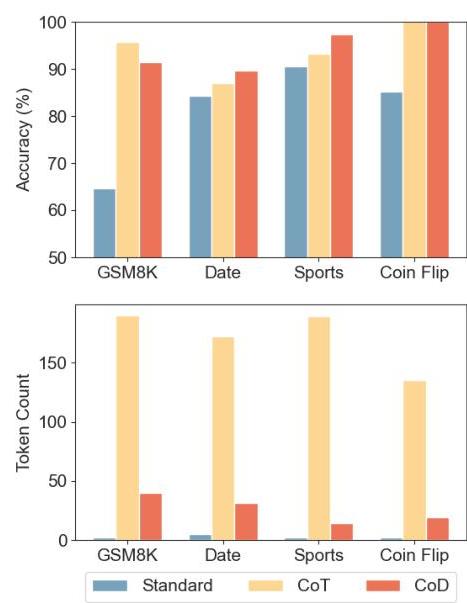 Accuracy (%)
100
90
80
70
60
50
GSM8K Date Sports Coin Flip
Token Count
150
100
50
0
GSM8K Date Sports Coin Flip
Standard CoT CoD